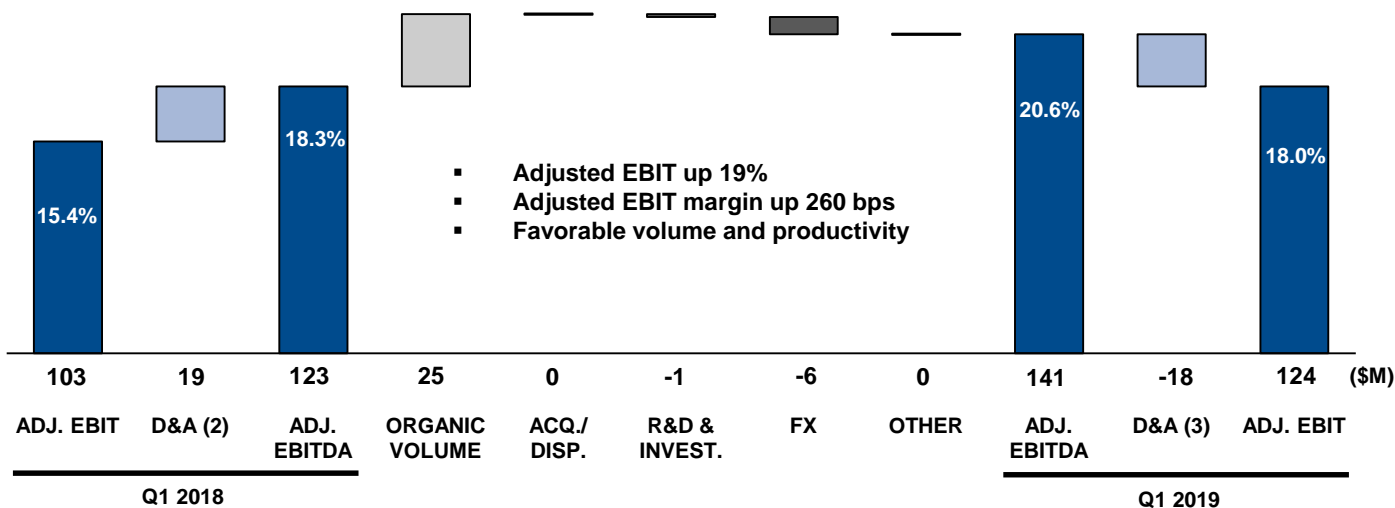 20.6%
18.3%
18.0%
15.4%
▪ Adjusted EBIT up 19%
▪ Adjusted EBIT margin up 260 bps
▪ Favorable volume and productivity
103 19 123 25 0 -1 -6 0 141 -18 124 ($M)
ADJ. EBIT D&A (2) ADJ. ORGANIC ACQ./ R&D & FX OTHER ADJ. D&A (3) ADJ. EBIT
EBITDA VOLUME DISP. INVEST. EBITDA
Q1 2018 Q1 2019